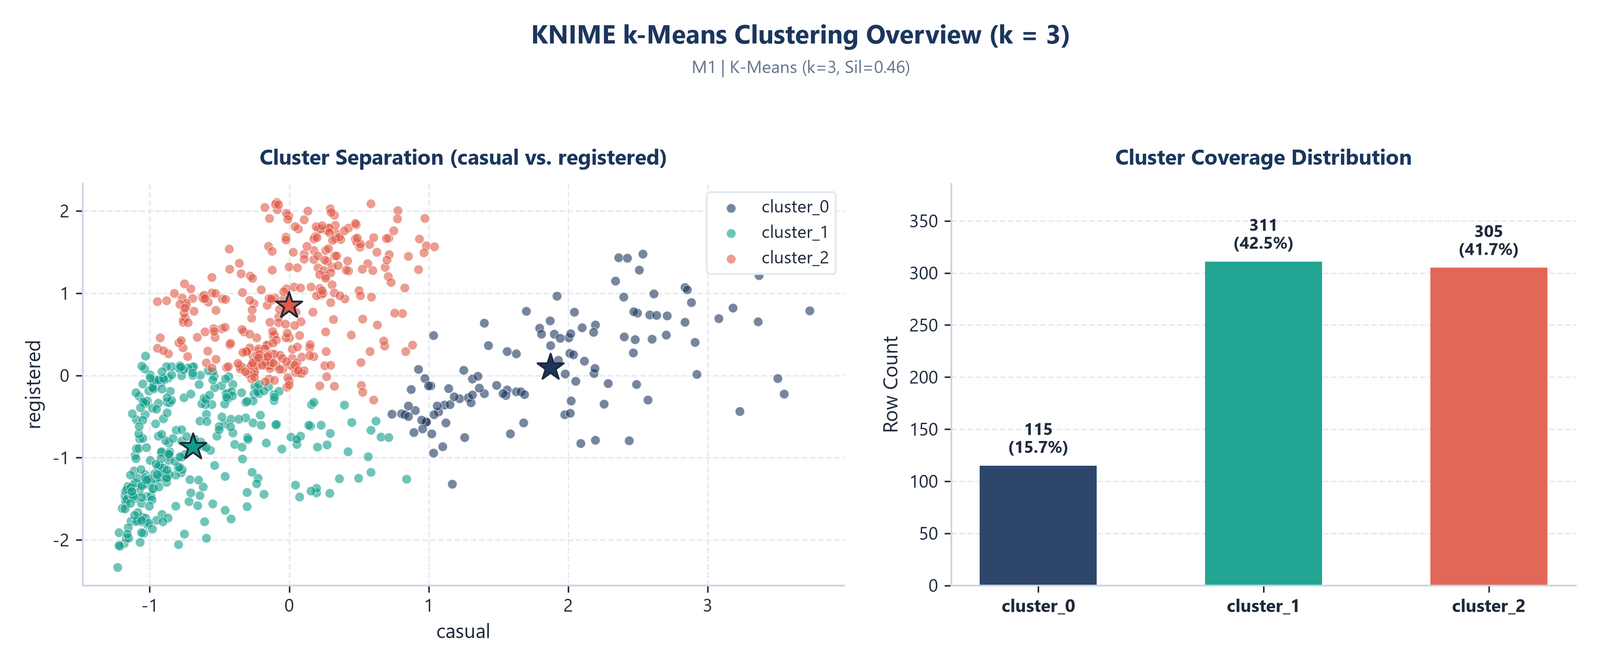 KNIME k-Means Clustering Overview (k = 3)
M1 | K-Means (k=3, Sil=0.46)
Cluster Separation (casual vs. registered)
registered
2
1
0
-1
-2
-1
0
1
2
3
casual
cluster_0
cluster_1
cluster_2
Cluster Coverage Distribution
Row Count
350
300
250
200
150
100
50
0
115
(15.7%)
311
(42.5%)
305
(41.7%)
cluster_0
cluster_1
cluster_2